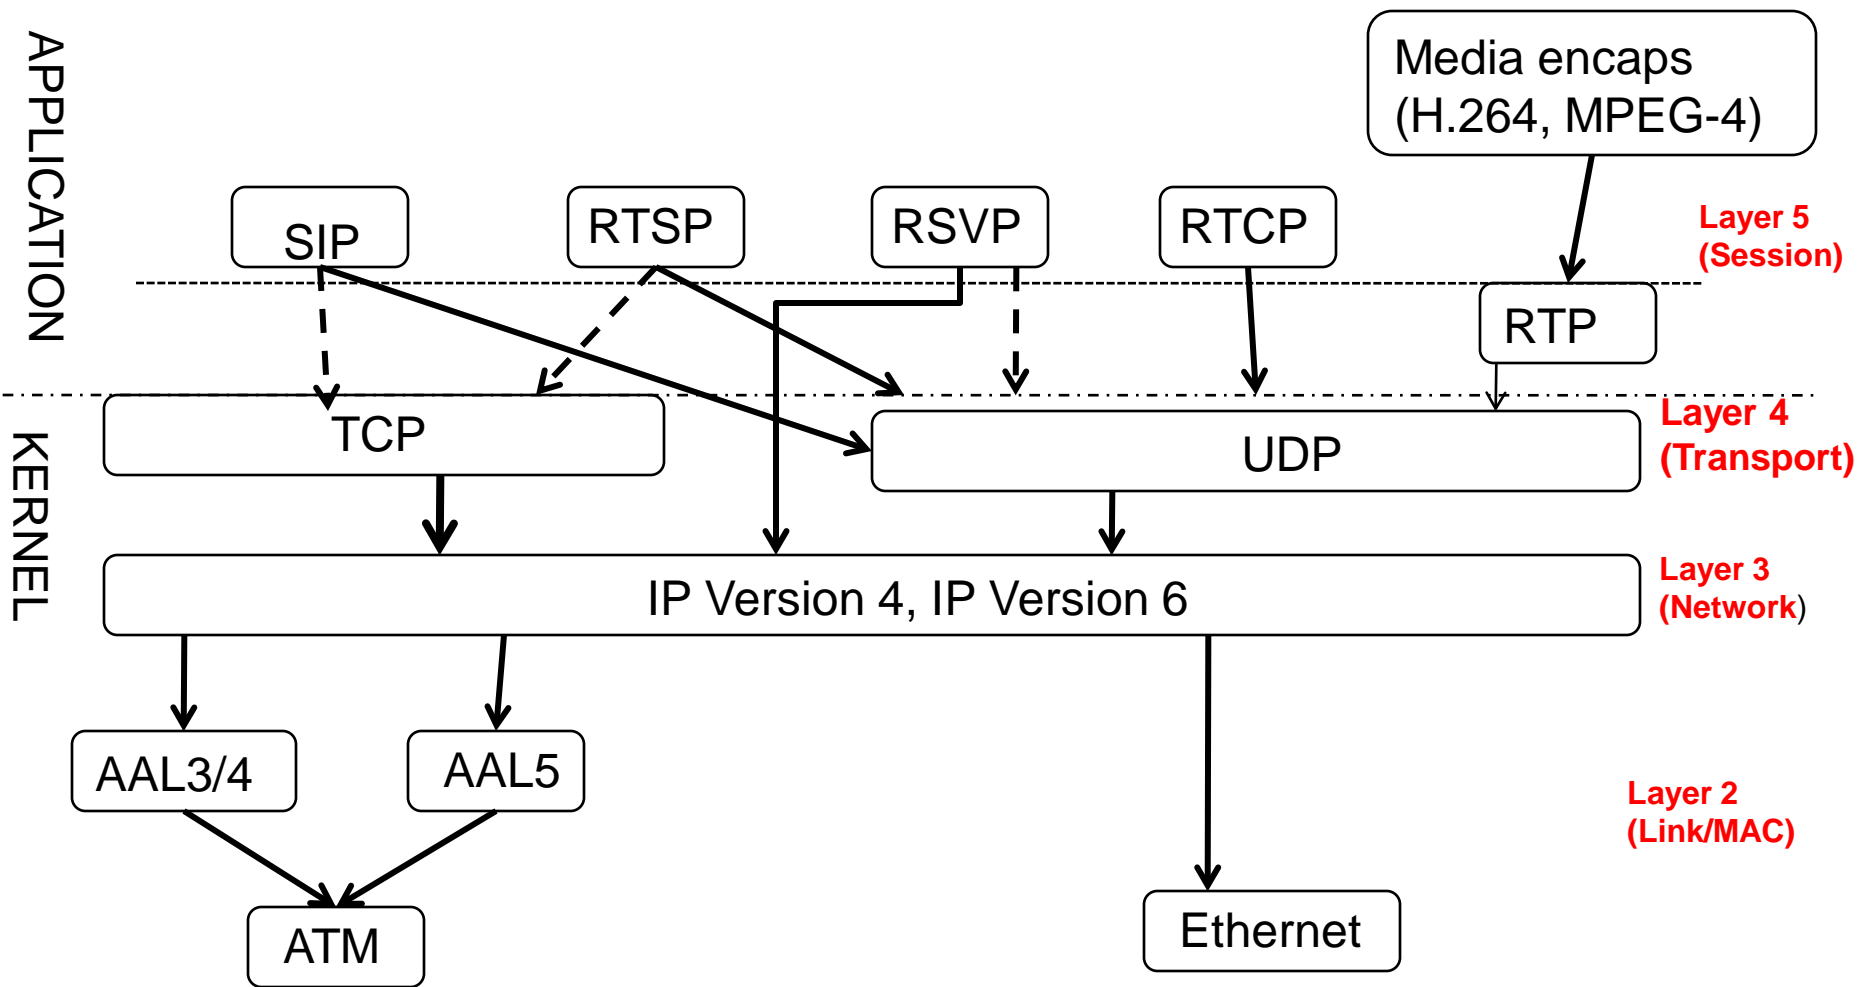 APPLICATION
Media encaps
(H.264, MPEG-4)
SIP
RTSP
RSVP
RTCP
Layer 5
(Session)
RTP
KERNEL
TCP
UDP
Layer 4
(Transport)
IP Version 4, IP Version 6
Layer 3
(Network)
AAL3/4
AAL5
Layer 2
(Link/MAC)
ATM
Ethernet